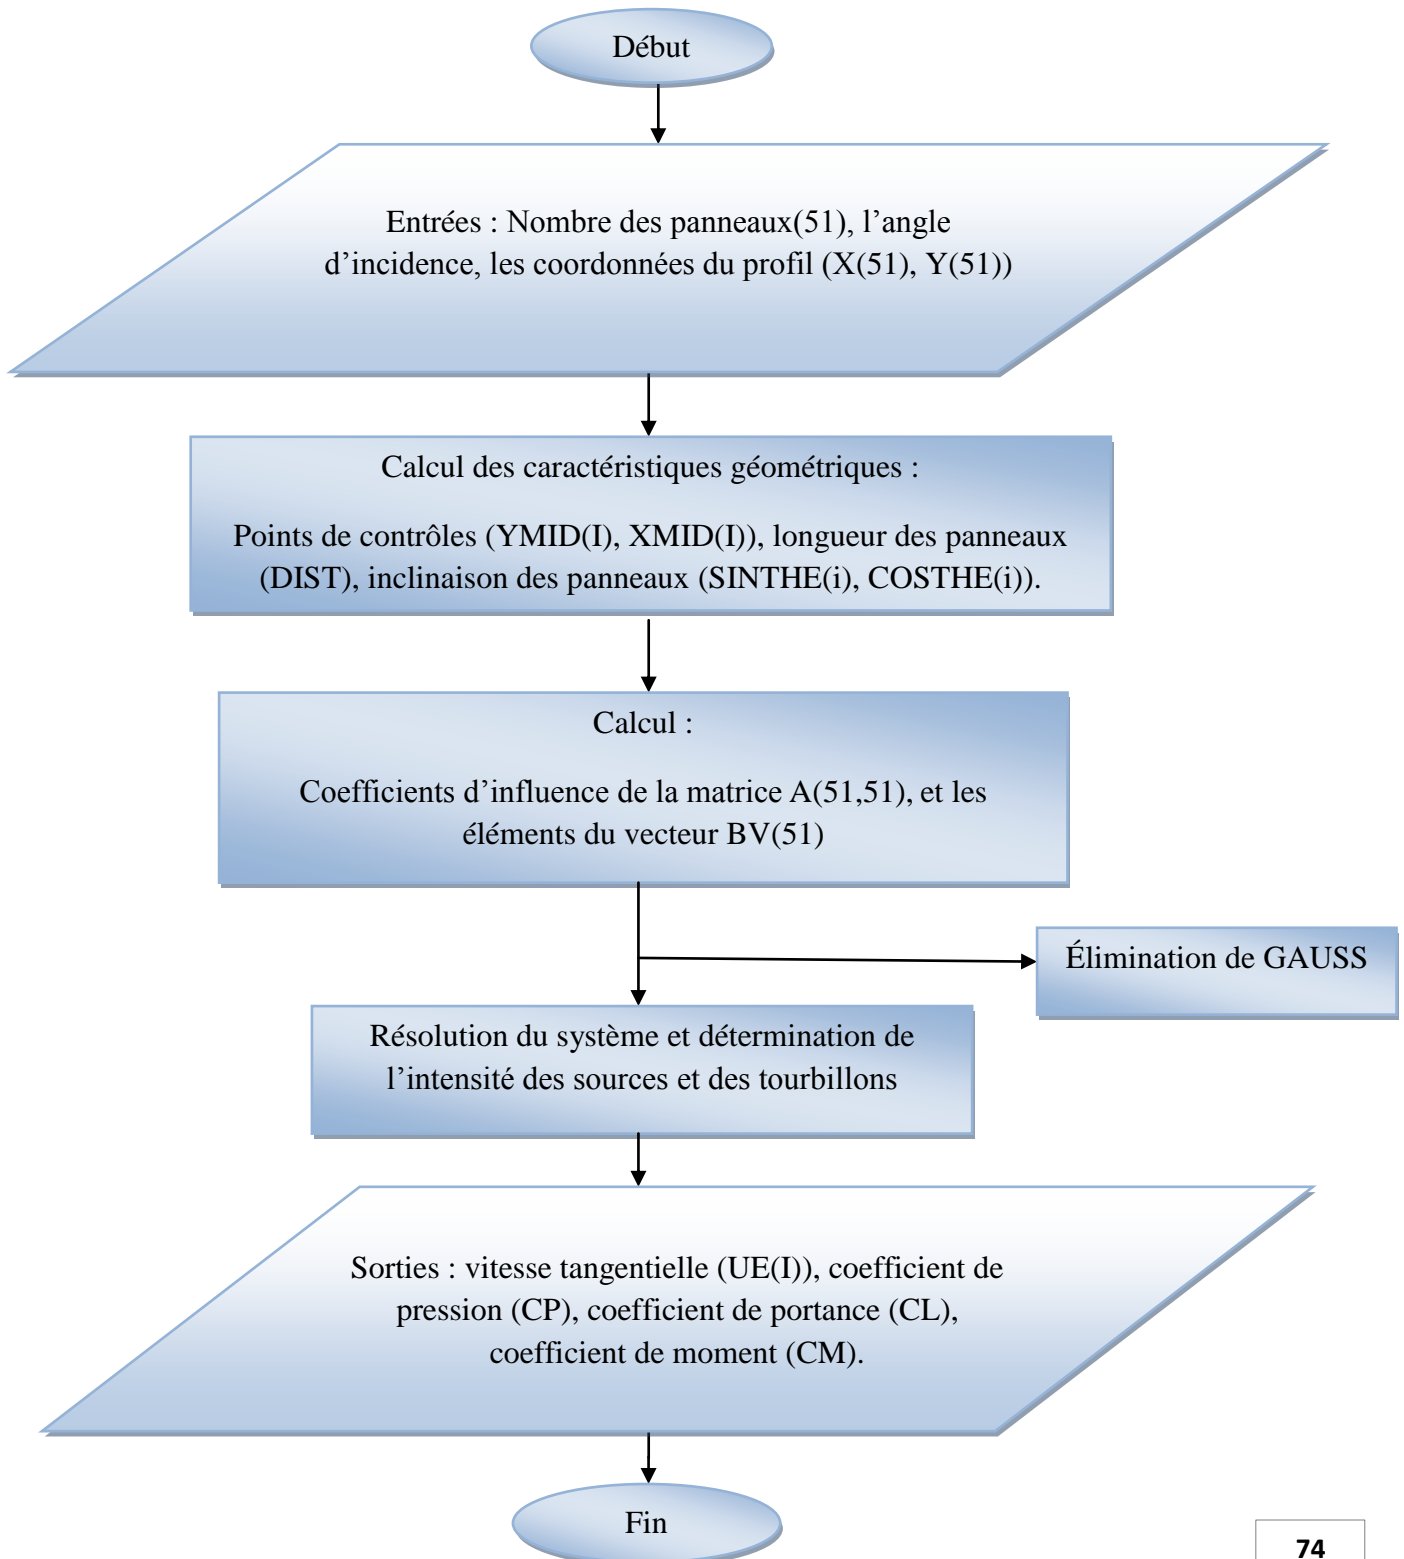 Début
Entrées : Nombre des panneaux(51), l’angle
d’incidence, les coordonnées du profil (X(51), Y(51))
Calcul des caractéristiques géométriques :
Points de contrôles (YMID(I), XMID(I)), longueur des panneaux
(DIST), inclinaison des panneaux (SINTHE(i), COSTHE(i)).
Calcul :
Coefficients d’influence de la matrice A(51,51), et les
éléments du vecteur BV(51)
Élimination de GAUSS
Résolution du système et détermination de
l’intensité des sources et des tourbillons
Sorties : vitesse tangentielle (UE(I)), coefficient de
pression (CP), coefficient de portance (CL),
coefficient de moment (CM).
Fin
74